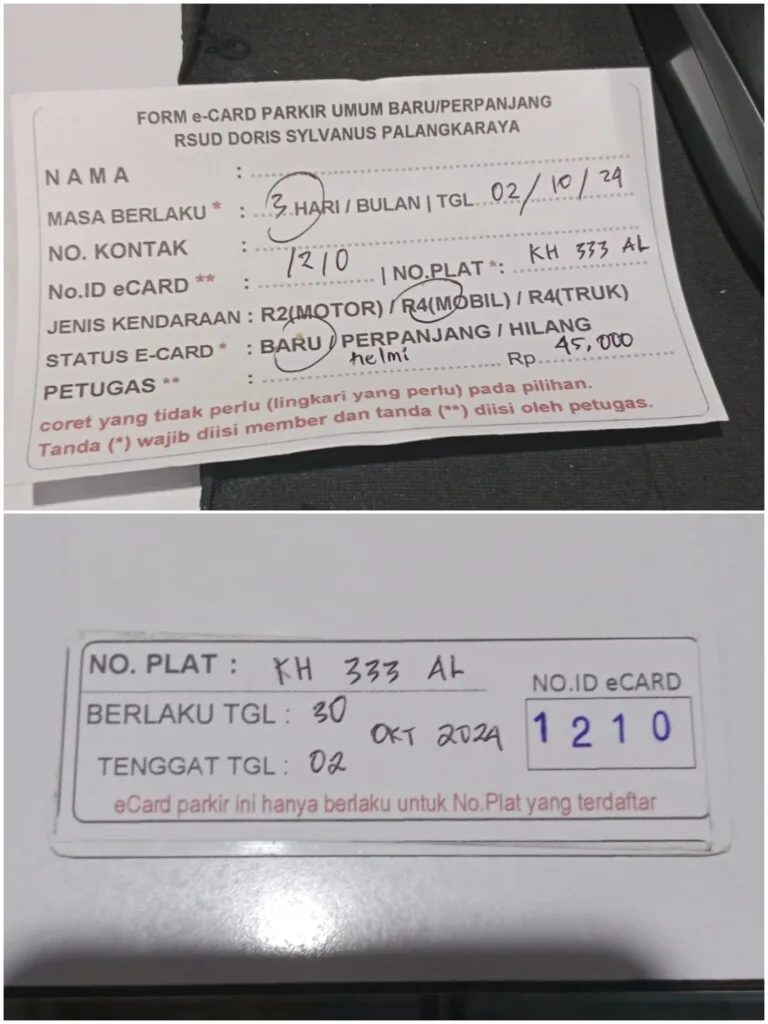 FORM e-CARD PARKIR UMUM BARU/PERPANJANG
RSUD DORIS SYLVANUS PALANGKARAYA
NAMA :
MASA BERLAKU * : 3 HARI / BULAN | TGL 02/10/24
NO. KONTAK :
No.ID eCARD ** : 1210 | NO.PLAT *: KH 333 AL
JENIS KENDARAAN : R2(MOTOR) / R4(MOBIL) / R4(TRUK)
STATUS E-CARD * : BARU / PERPANJANG / HILANG
PETUGAS ** : helmi Rp 45,000
coret yang tidak perlu (lingkari yang perlu) pada pilihan.
Tanda (*) wajib diisi member dan tanda (**) diisi oleh petugas.
NO. PLAT : KH 333 AL
NO.ID eCARD
BERLAKU TGL : 30
OKT 2024
1210
TENGGAT TGL : 02
eCard parkir ini hanya berlaku untuk No.Plat yang terdaftar